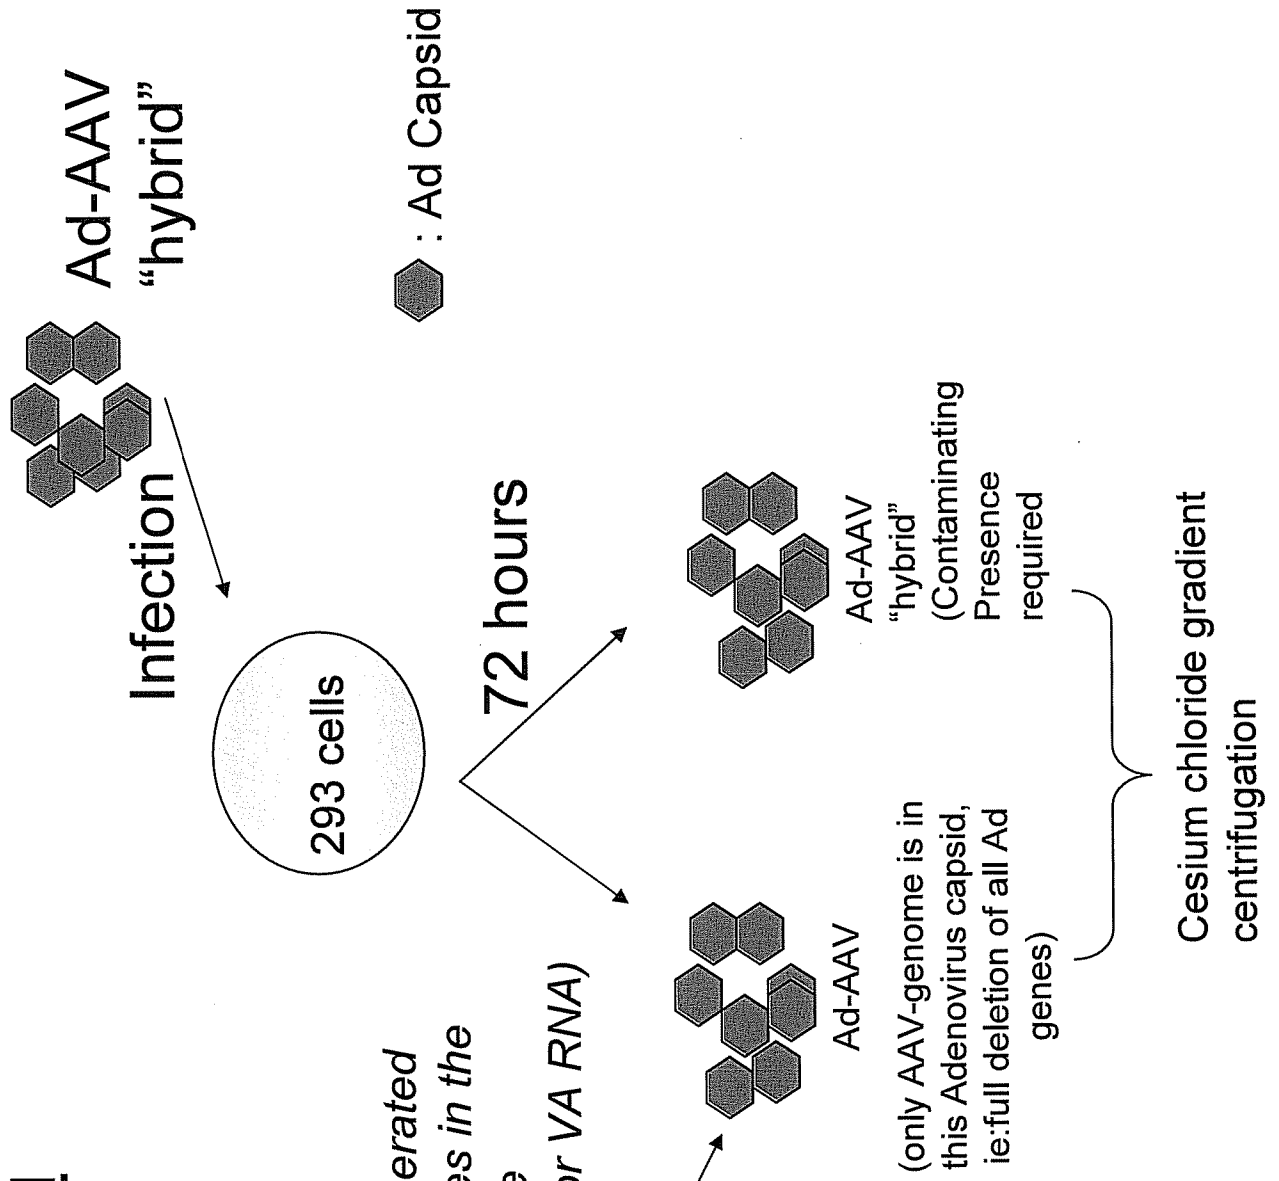 Ad-AAV
“hybrid”
Infection
: Ad Capsid
293 cells
72 hours
erated
es in the
or VA RNA)
Ad-AAV
(only AAV-genome is in
this Adenovirus capsid,
ie:full deletion of all Ad
genes)
Ad-AAV
“hybrid”
(Contaminating
Presence
required
Cesium chloride gradient
centrifugation